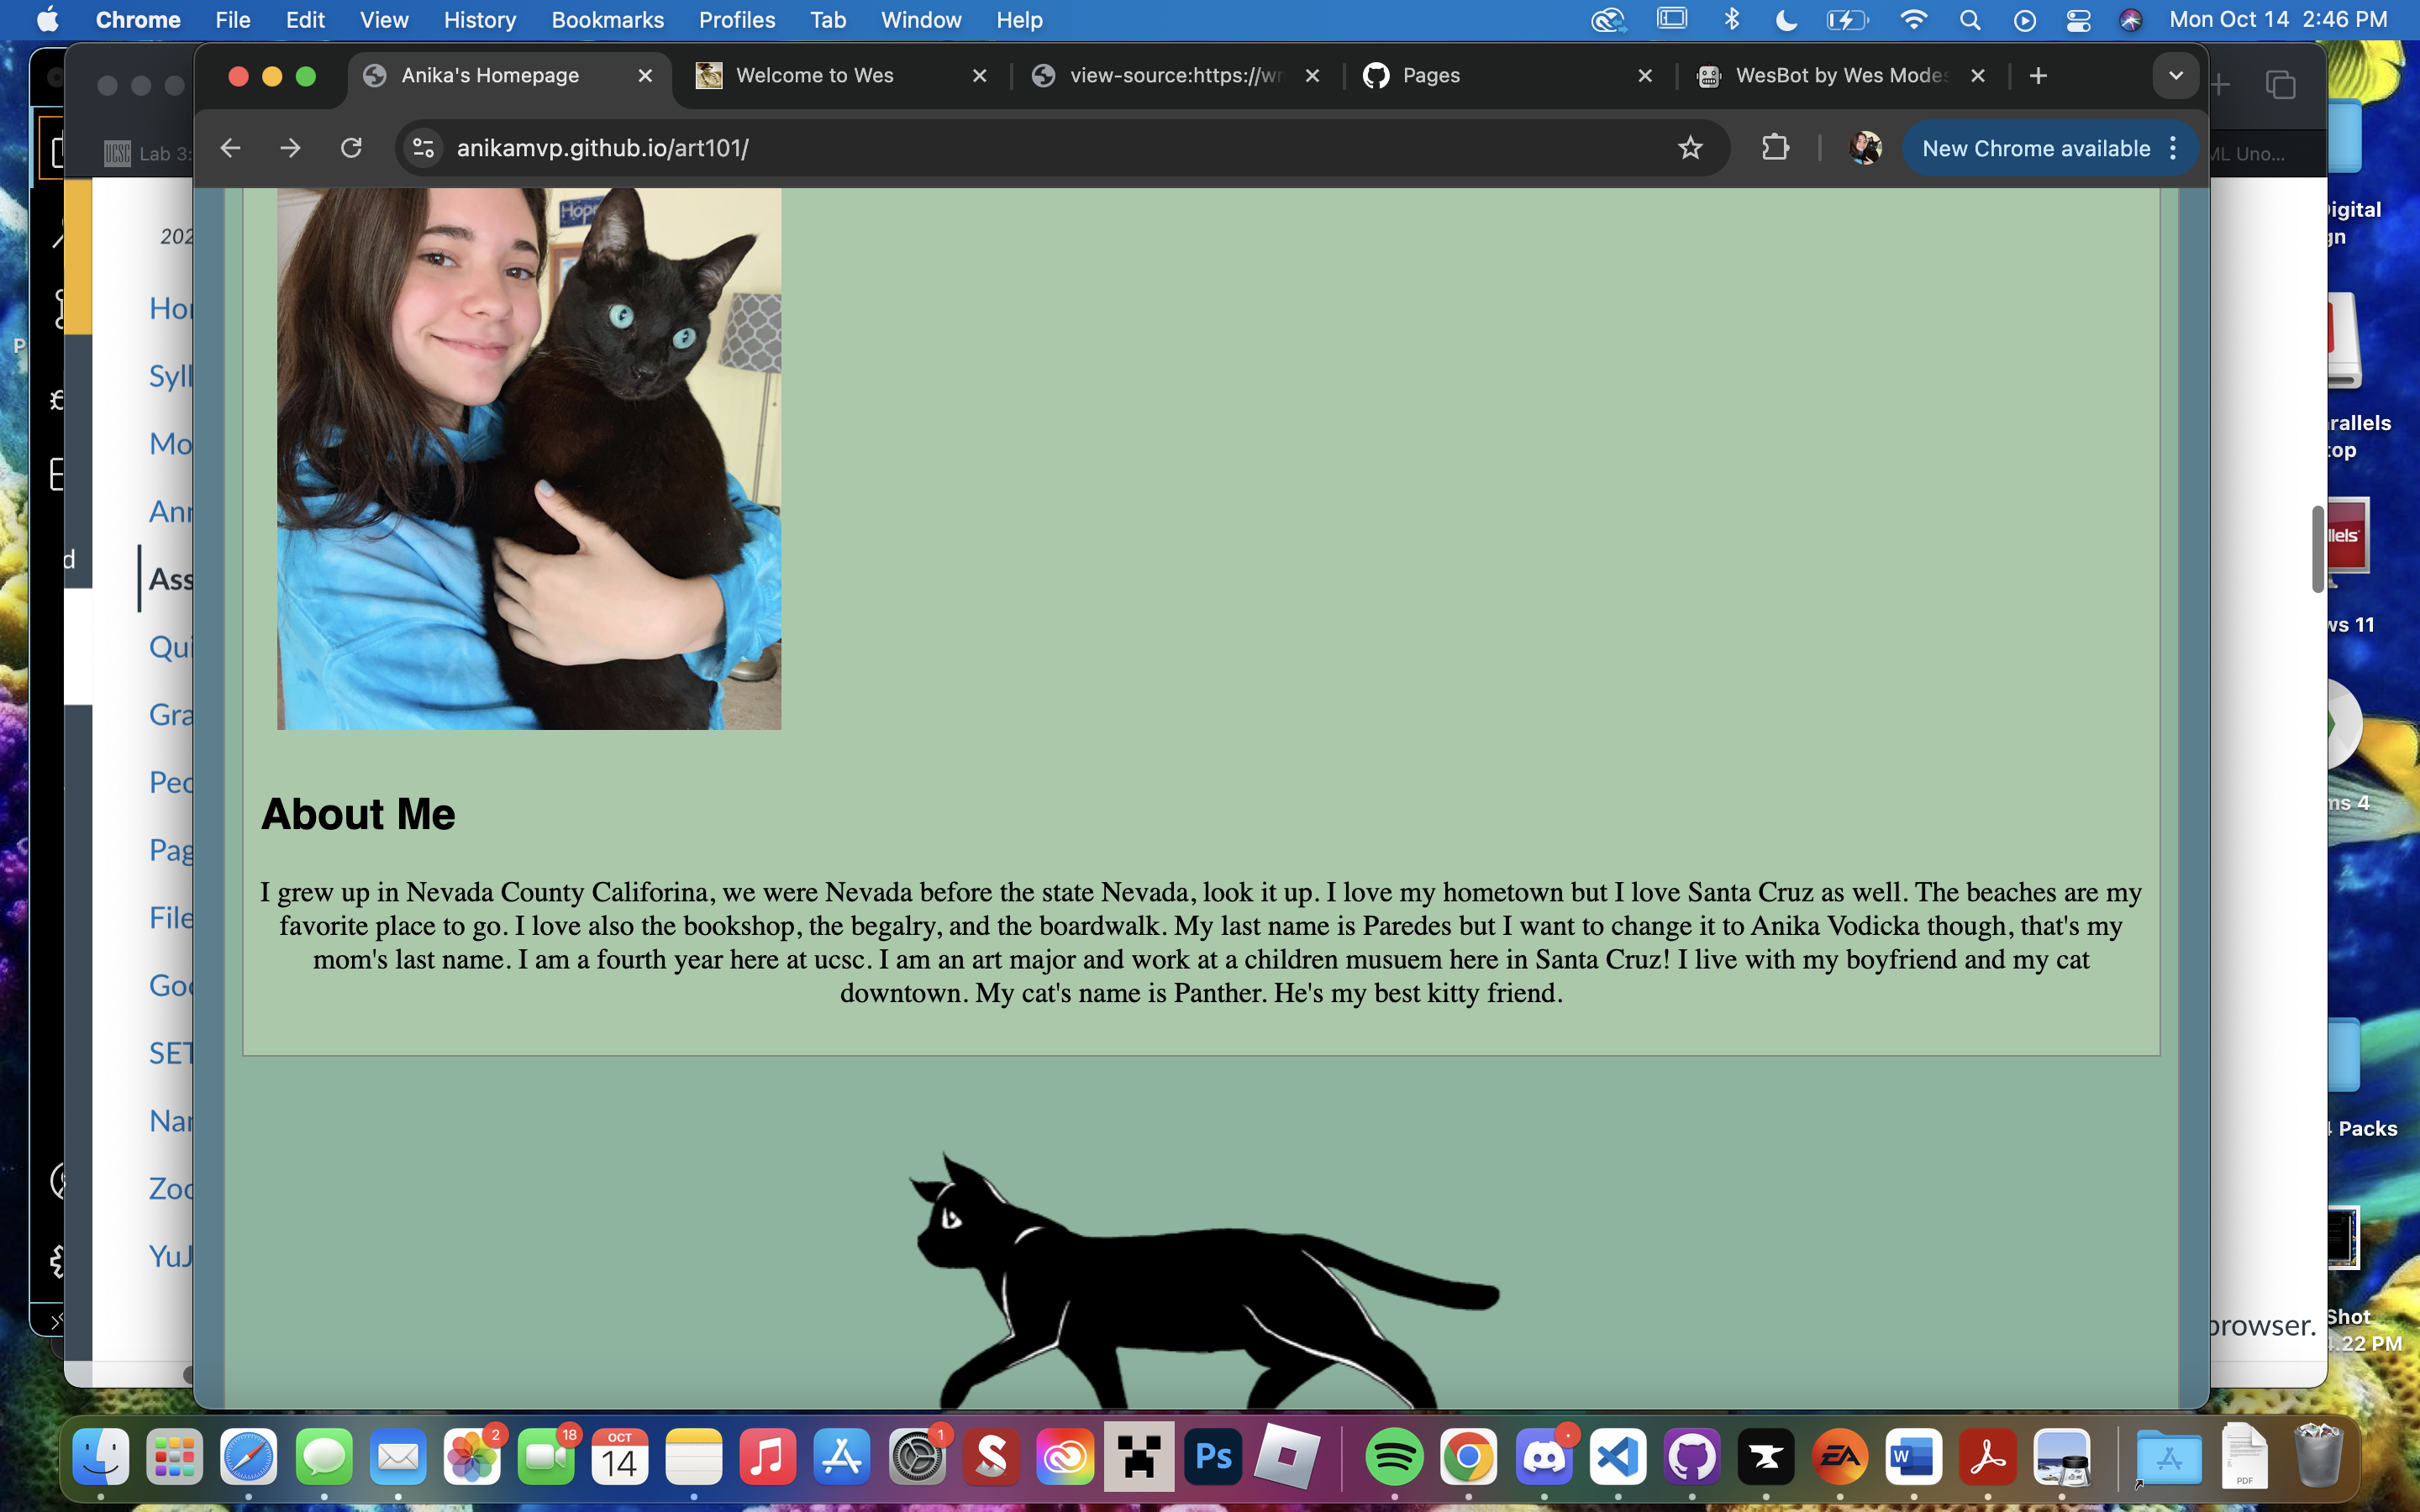 Chrome File Edit View History Bookmarks Profiles Tab Window Help Mon Oct 14 2:46 PM
Anika's Homepage Welcome to Wes view-source:https://wr Pages WesBot by Wes Modes
anikamvp.github.io/art101/ New Chrome available
UCSC Lab 3: ML Uno...
202
Hor
Syll
Mo
Anr
Ass
Qui
Gra
Peo
Pag
File
Goo
SET
Nar
Zoo
YuJ
d
P
Hope
About Me
I grew up in Nevada County Califorina, we were Nevada before the state Nevada, look it up. I love my hometown but I love Santa Cruz as well. The beaches are my
favorite place to go. I love also the bookshop, the begalry, and the boardwalk. My last name is Paredes but I want to change it to Anika Vodicka though, that's my
mom's last name. I am a fourth year here at ucsc. I am an art major and work at a children musuem here in Santa Cruz! I live with my boyfriend and my cat
downtown. My cat's name is Panther. He's my best kitty friend.
igital
gn
rallels
top
llels
ws 11
ms 4
Packs
browser.
Shot
.22 PM
2 18 OCT 14 1 Ps EA W PDF